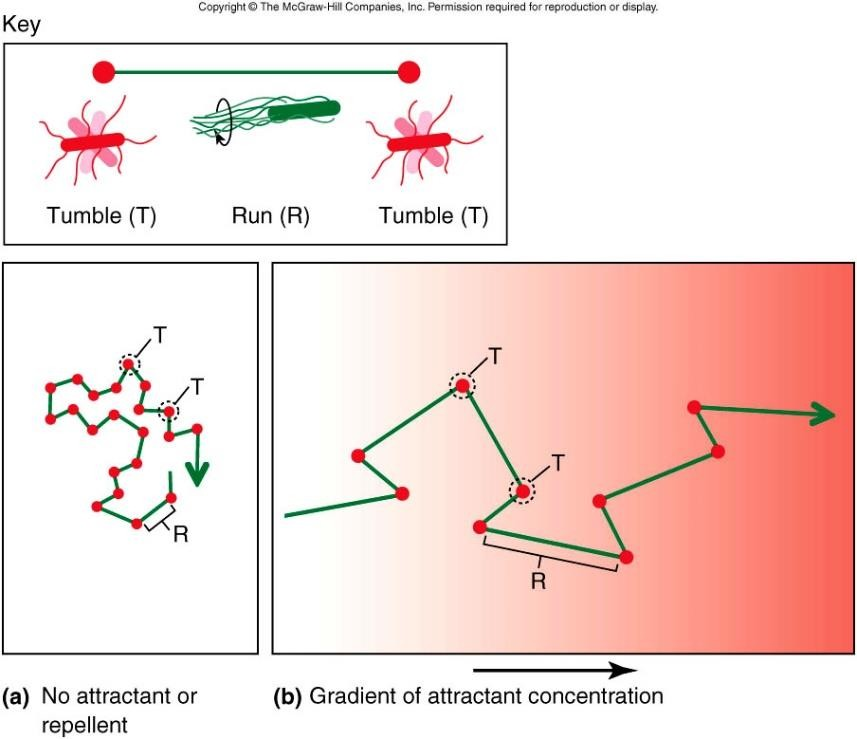 Copyright © The McGraw-Hill Companies, Inc. Permission required for reproduction or display.
Key
Tumble (T)
Run (R)
Tumble (T)
T
T
R
T
T
R
(a) No attractant or
repellent
(b) Gradient of attractant concentration